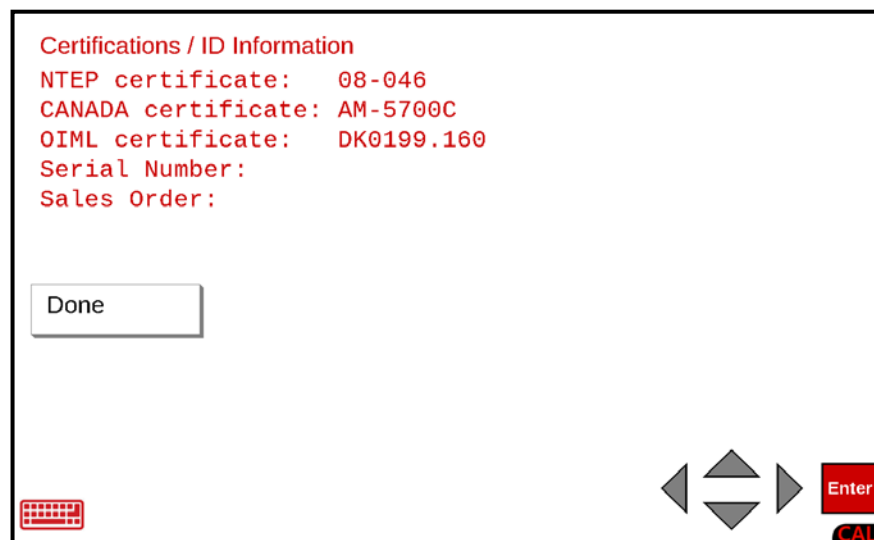 Certifications / ID Information
NTEP certificate: 08-046
CANADA certificate: AM-5700C
OIML certificate: DK0199.160
Serial Number:
Sales Order:
Done
Enter